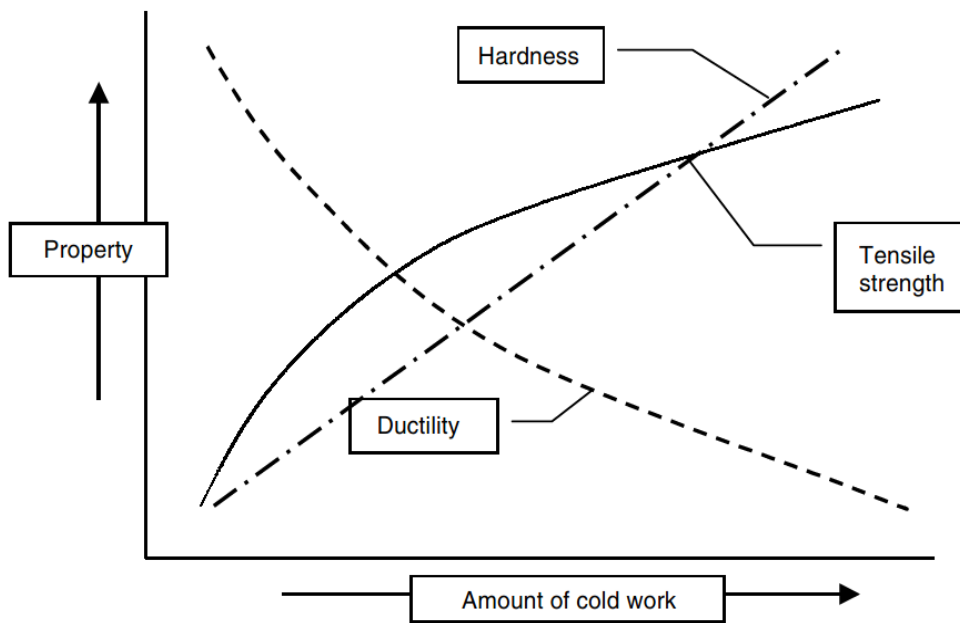 Hardness
Property
Tensile
strength
Ductility
Amount of cold work